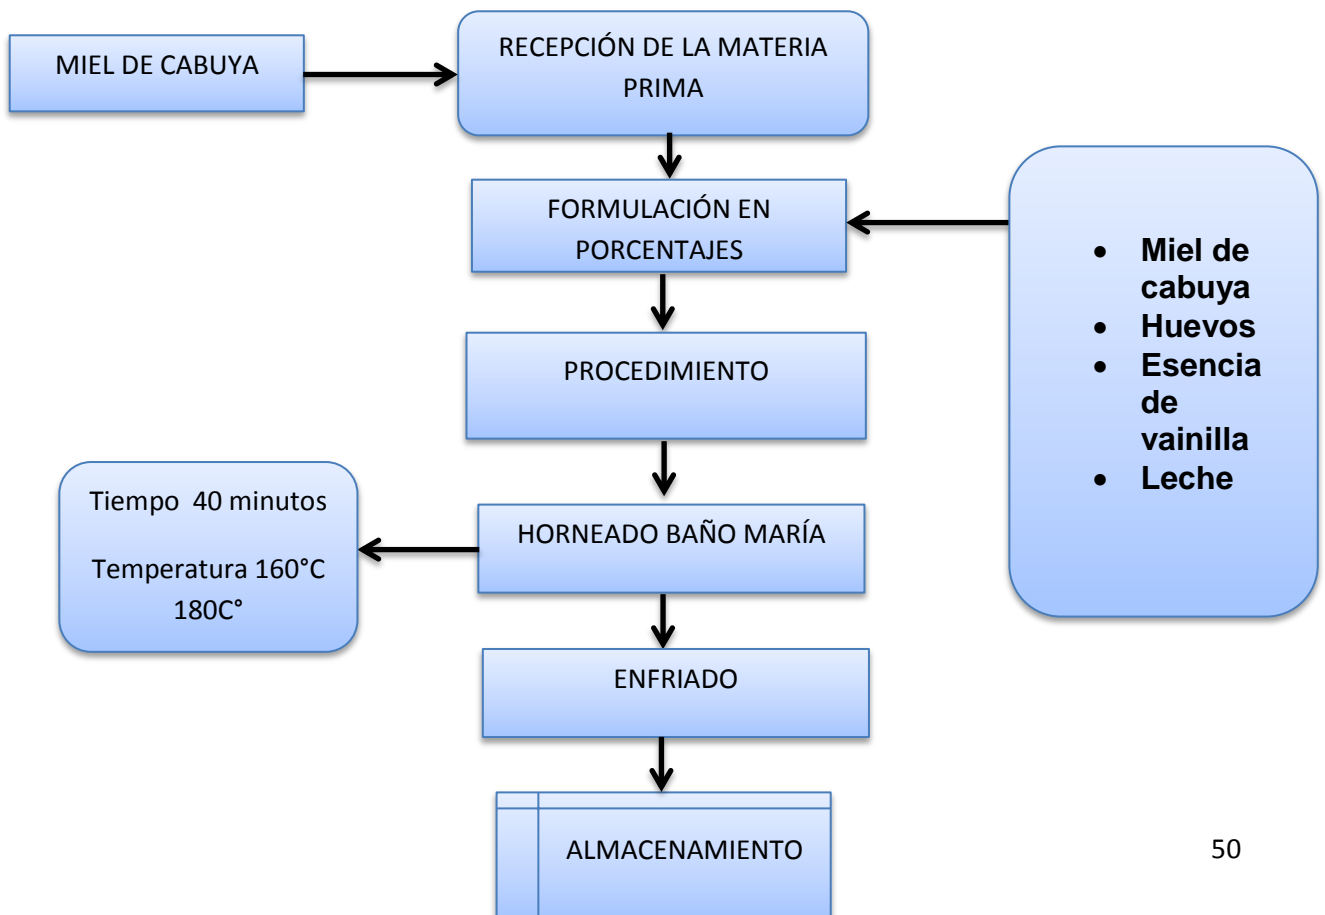 MIEL DE CABUYA
RECEPCIÓN DE LA MATERIA
PRIMA
FORMULACIÓN EN
PORCENTAJES
• Miel de
cabuya
• Huevos
• Esencia
de
vainilla
• Leche
PROCEDIMIENTO
HORNEADO BAÑO MARÍA
Tiempo  40 minutos
Temperatura 160°C
180C°
ENFRIADO
ALMACENAMIENTO
50